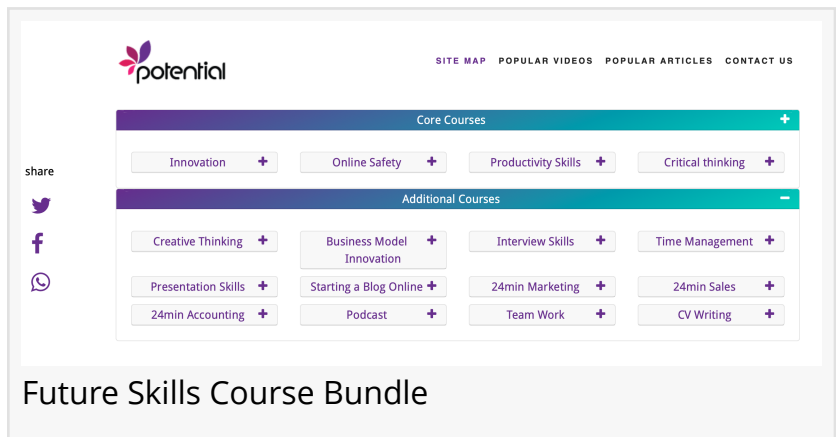 potential
SITE MAP POPULAR VIDEOS POPULAR ARTICLES CONTACT US
Core Courses +
share
Innovation + Online Safety + Productivity Skills + Critical thinking +
Additional Courses −
Creative Thinking + Business Model + Interview Skills + Time Management +
Innovation
Presentation Skills + Starting a Blog Online + 24min Marketing + 24min Sales +
24min Accounting + Podcast + Team Work + CV Writing +
Future Skills Course Bundle